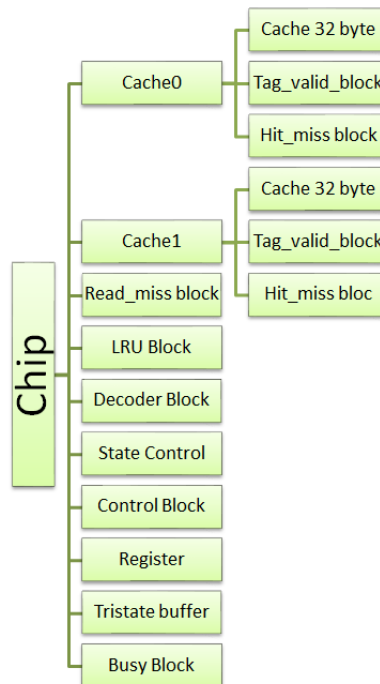 Chip
Cache0
Cache 32 byte
Tag_valid_block
Hit_miss block
Cache1
Cache 32 byte
Tag_valid_block
Hit_miss bloc
Read_miss block
LRU Block
Decoder Block
State Control
Control Block
Register
Tristate buffer
Busy Block